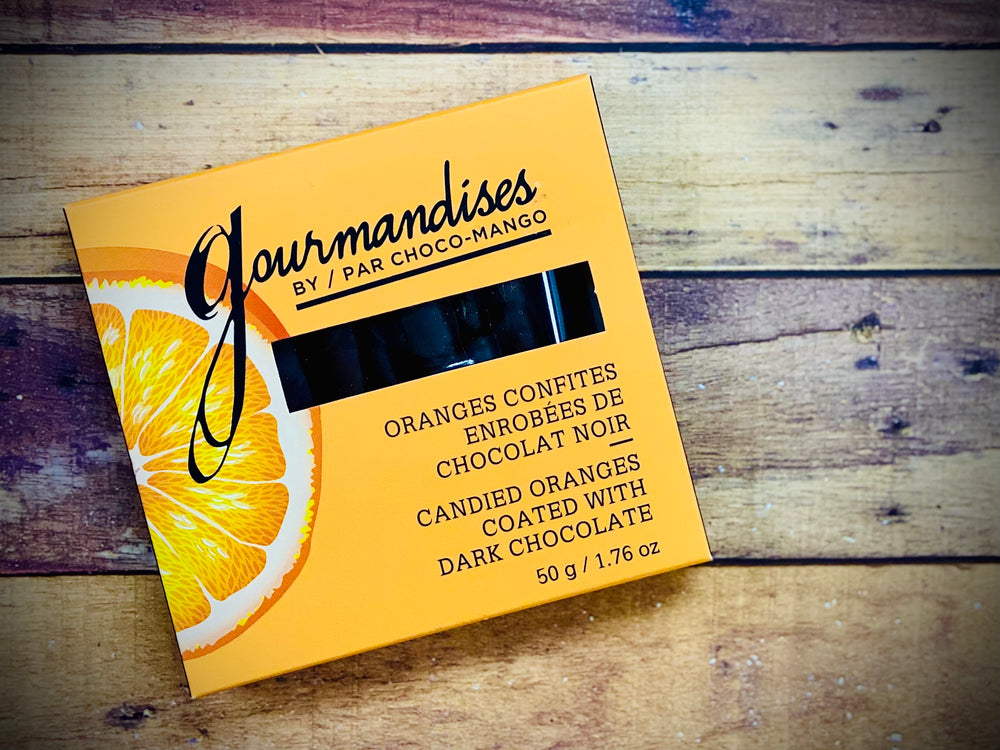 gourmandises
BY / PAR CHOCO-MANGO
ORANGES CONFITES
ENROBÉES DE
CHOCOLAT NOIR
CANDIED ORANGES
COATED WITH
DARK CHOCOLATE
50 g / 1.76 oz